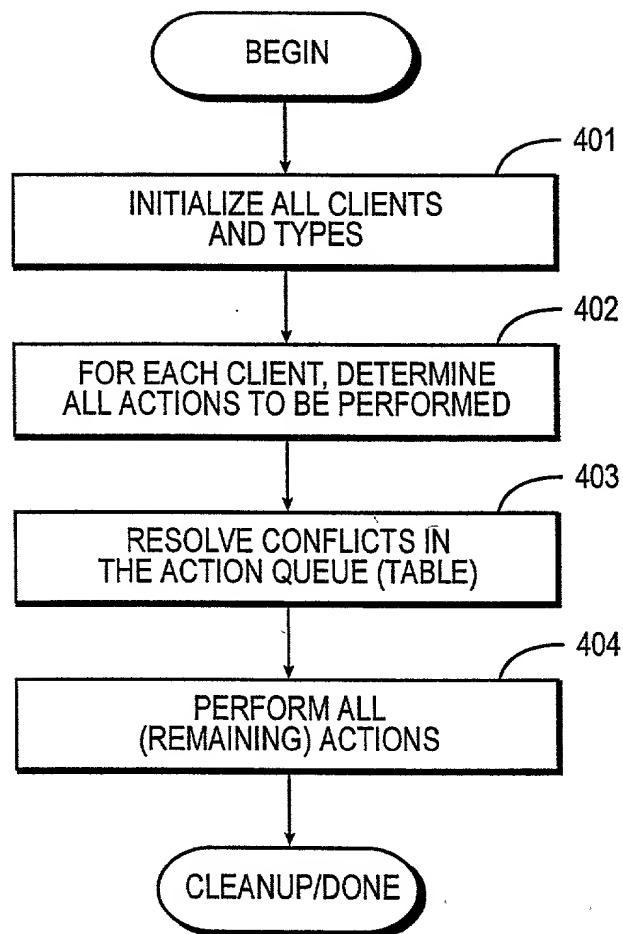 BEGIN
401
INITIALIZE ALL CLIENTS
AND TYPES
402
FOR EACH CLIENT, DETERMINE
ALL ACTIONS TO BE PERFORMED
403
RESOLVE CONFLICTS IN
THE ACTION QUEUE (TABLE)
404
PERFORM ALL
(REMAINING) ACTIONS
CLEANUP/DONE